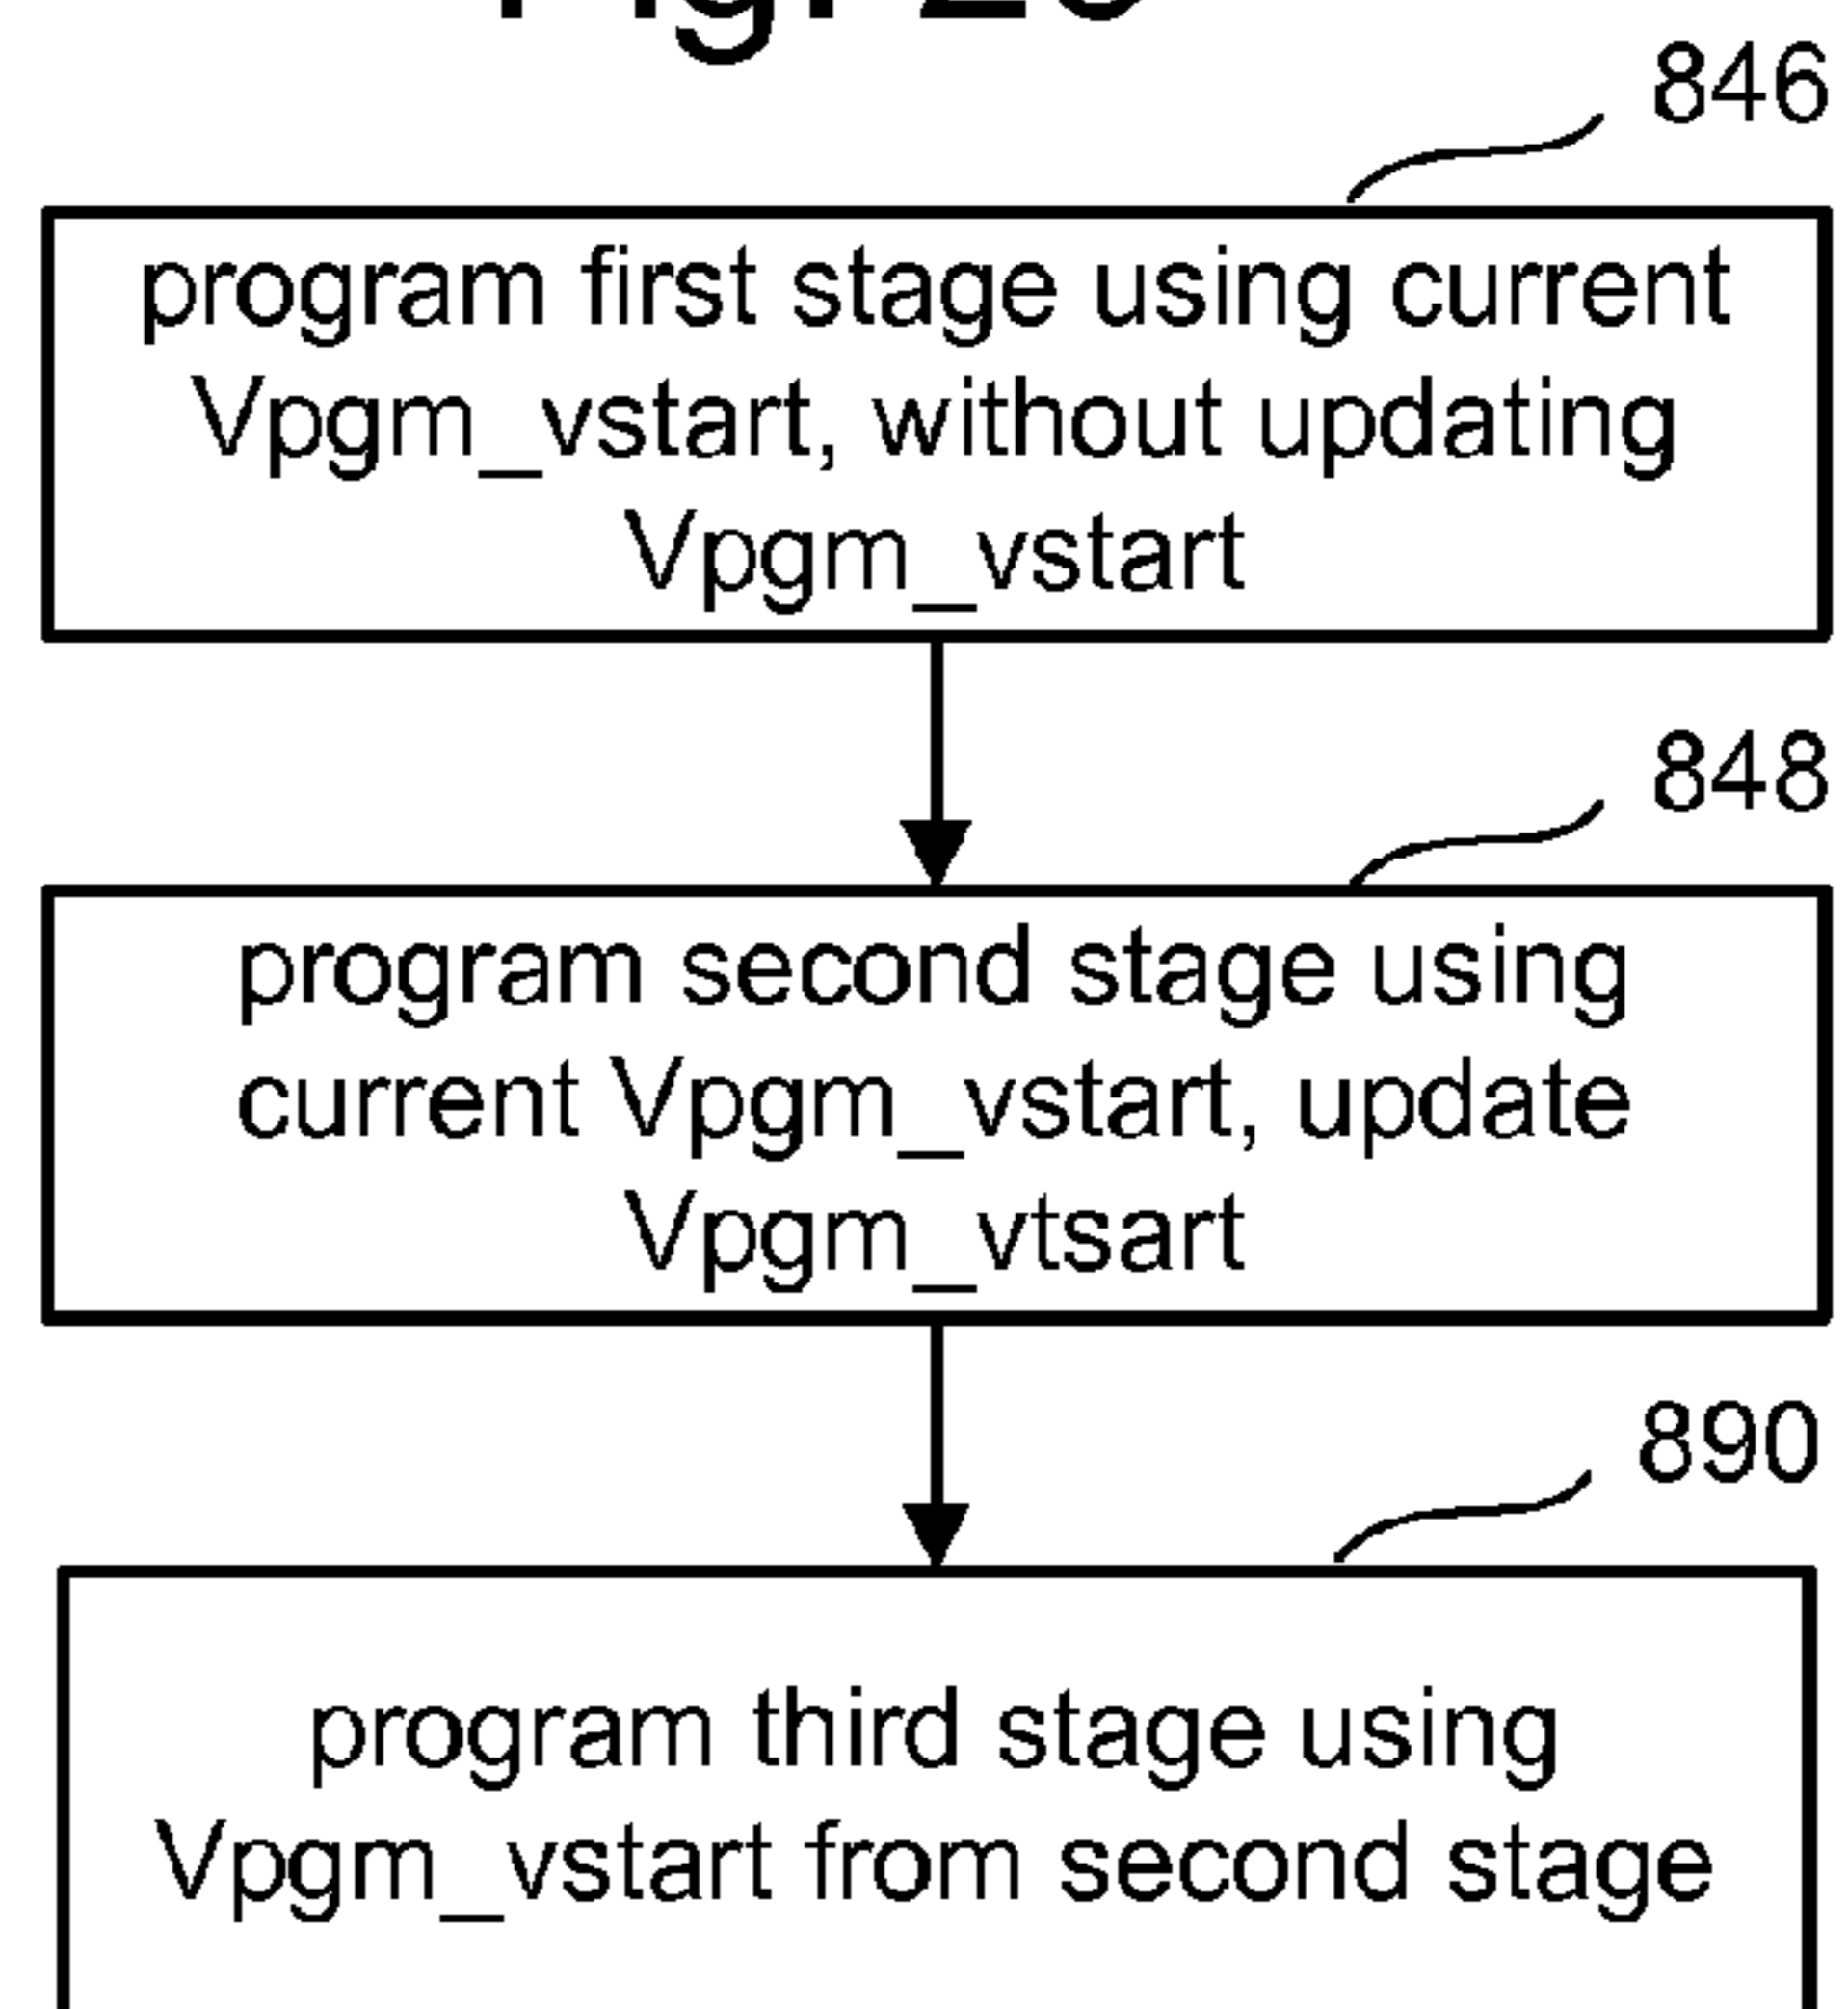 846
program first stage using current
Vpgm_vstart, without updating
Vpgm_vstart
848
program second stage using
current Vpgm_vstart, update
Vpgm_vtsart
890
program third stage using
Vpgm_vstart from second stage